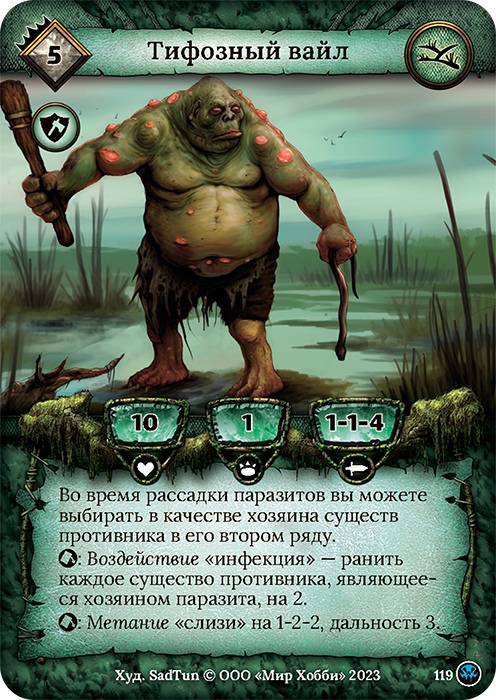 5
Тифозный вайл
10
1
1-1-4
Во время рассадки паразитов вы можете
выбирать в качестве хозяина существ
противника в его втором ряду.
: Воздействие «инфекция» — ранить
каждое существо противника, являющее-
ся хозяином паразита, на 2.
: Метание «слизи» на 1-2-2, дальность 3.
Худ. SadTun © ООО «Мир Хобби» 2023
119